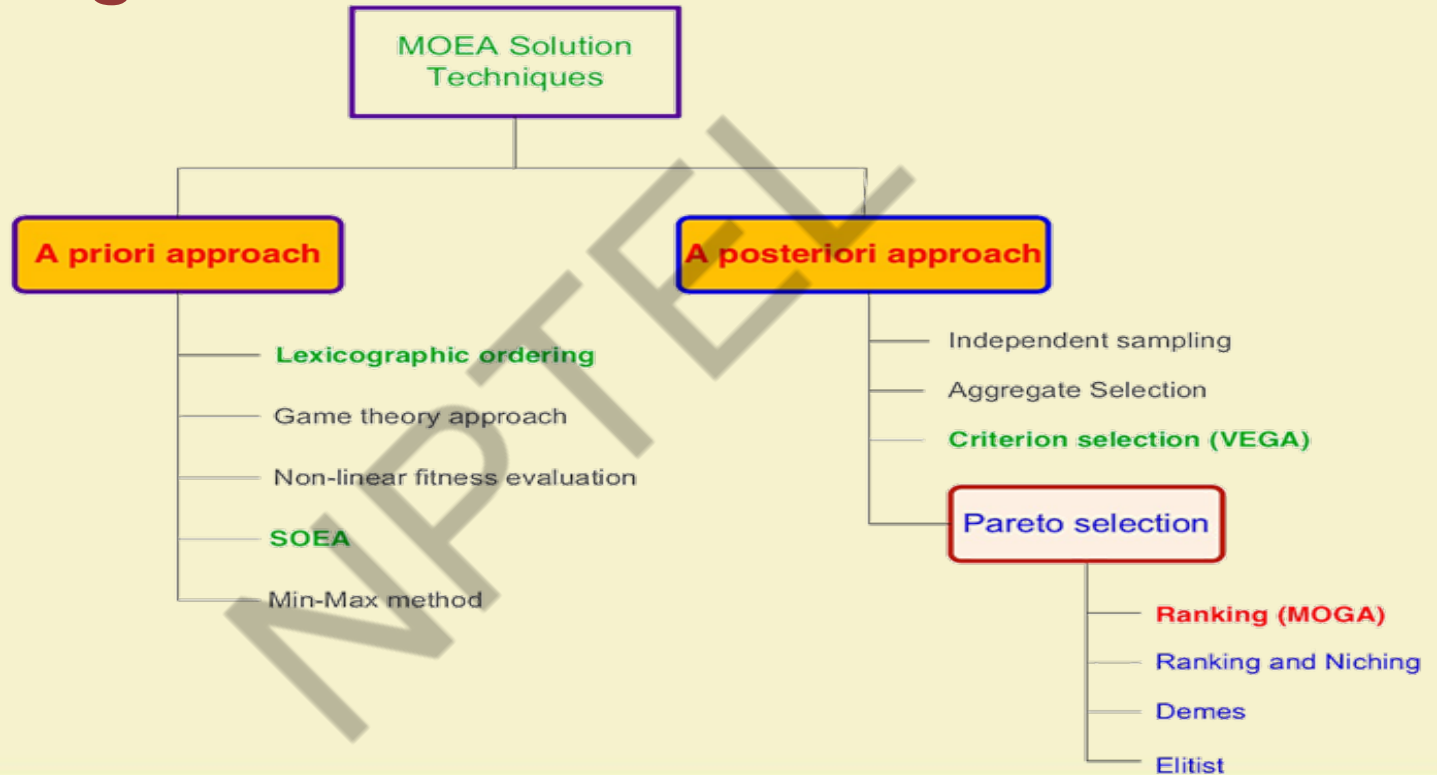 MOEA Solution
Techniques
A priori approach
A posteriori approach
Lexicographic ordering
Game theory approach
Non-linear fitness evaluation
SOEA
Min-Max method
Independent sampling
Aggregate Selection
Criterion selection (VEGA)
Pareto selection
Ranking (MOGA)
Ranking and Niching
Demes
Elitist
NPTEL